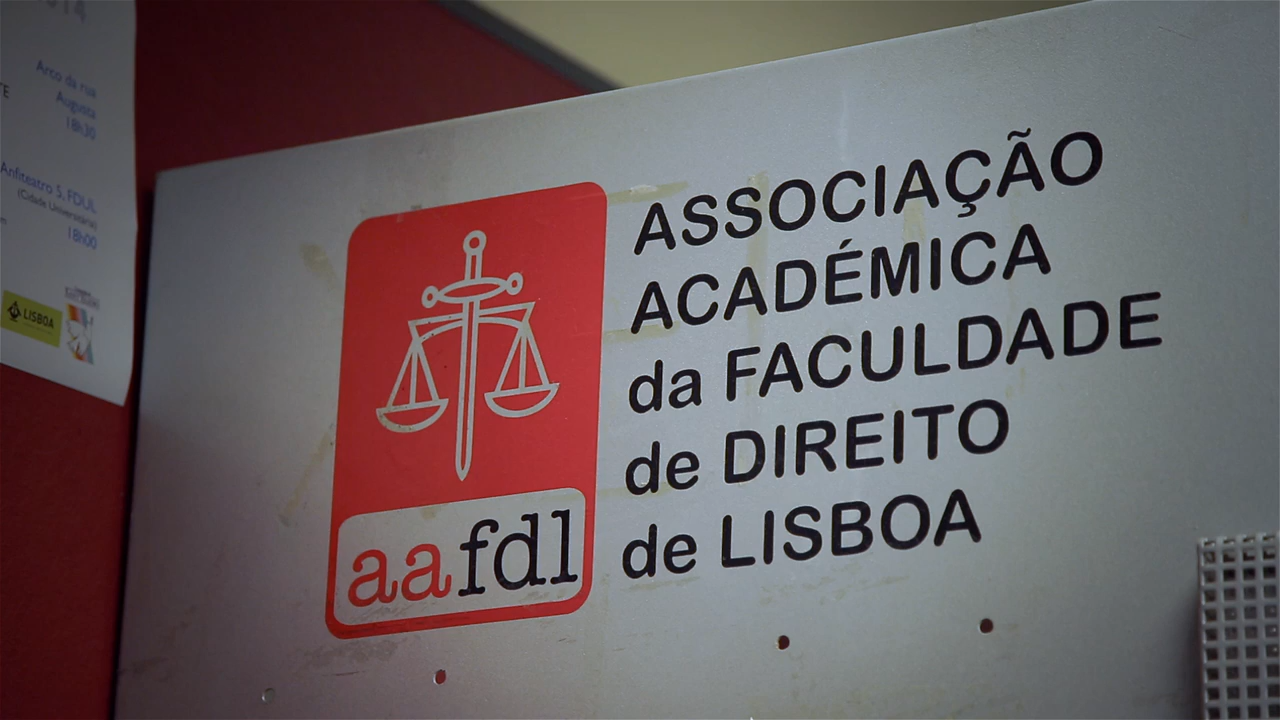 Arco da rua
Augusta
18h30
Anfiteatro 5, FDUL
(Cidade Universitária)
18h00
LISBOA
ASSOCIAÇÃO
ACADÉMICA
da FACULDADE
de DIREITO
de LISBOA
aafdl